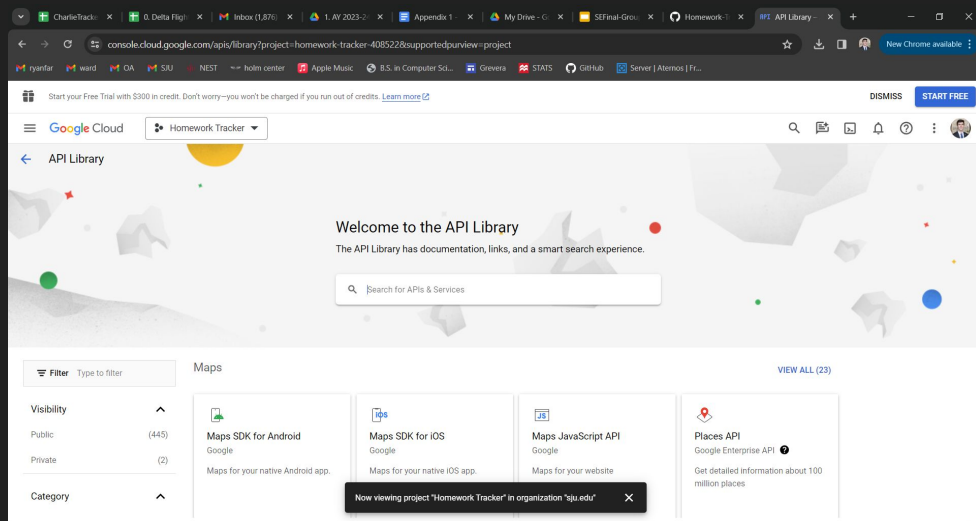 CharlieTracke
0. Delta Fligh
Inbox (1,876)
1. AY 2023-24
Appendix 1 -
My Drive - G
SEFinal-Group
Homework-T
API API Library –
console.cloud.google.com/apis/library?project=homework-tracker-408522&supportedpurview=project
New Chrome available
ryanfar
ward
OA
SJU
NEST
holm center
Apple Music
B.S. in Computer Sci...
Grevera
STATS
GitHub
Server | Aternos | Fr...
Start your Free Trial with $300 in credit. Don't worry—you won't be charged if you run out of credits. Learn more
DISMISS
START FREE
Google Cloud
Homework Tracker
API Library
Welcome to the API Library
The API Library has documentation, links, and a smart search experience.
Search for APIs & Services
Filter Type to filter
Maps
VIEW ALL (23)
Visibility
Public (445)
Private (2)
Category
Maps SDK for Android
Google
Maps for your native Android app.
iOS
Maps SDK for iOS
Google
Maps for your native iOS app.
JS
Maps JavaScript API
Google
Maps for your website
Places API
Google Enterprise API
Get detailed information about 100
million places
Now viewing project "Homework Tracker" in organization "sju.edu"